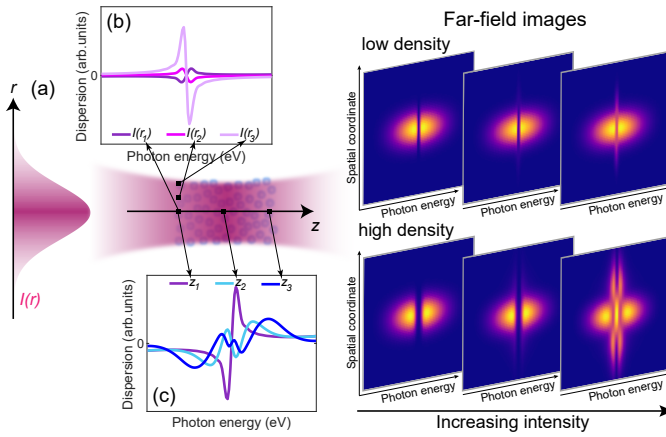 Far-field images
(b)
low density
r
(a)
Dispersion (arb.units)
0
I(r1) I(r2) I(r3)
Photon energy (eV)
Spatial coordinate
Photon energy
Photon energy
Photon energy
z
high density
I(r)
z1 z2 z3
Dispersion (arb.units)
0
(c)
Photon energy (eV)
Spatial coordinate
Photon energy
Photon energy
Photon energy
Increasing intensity